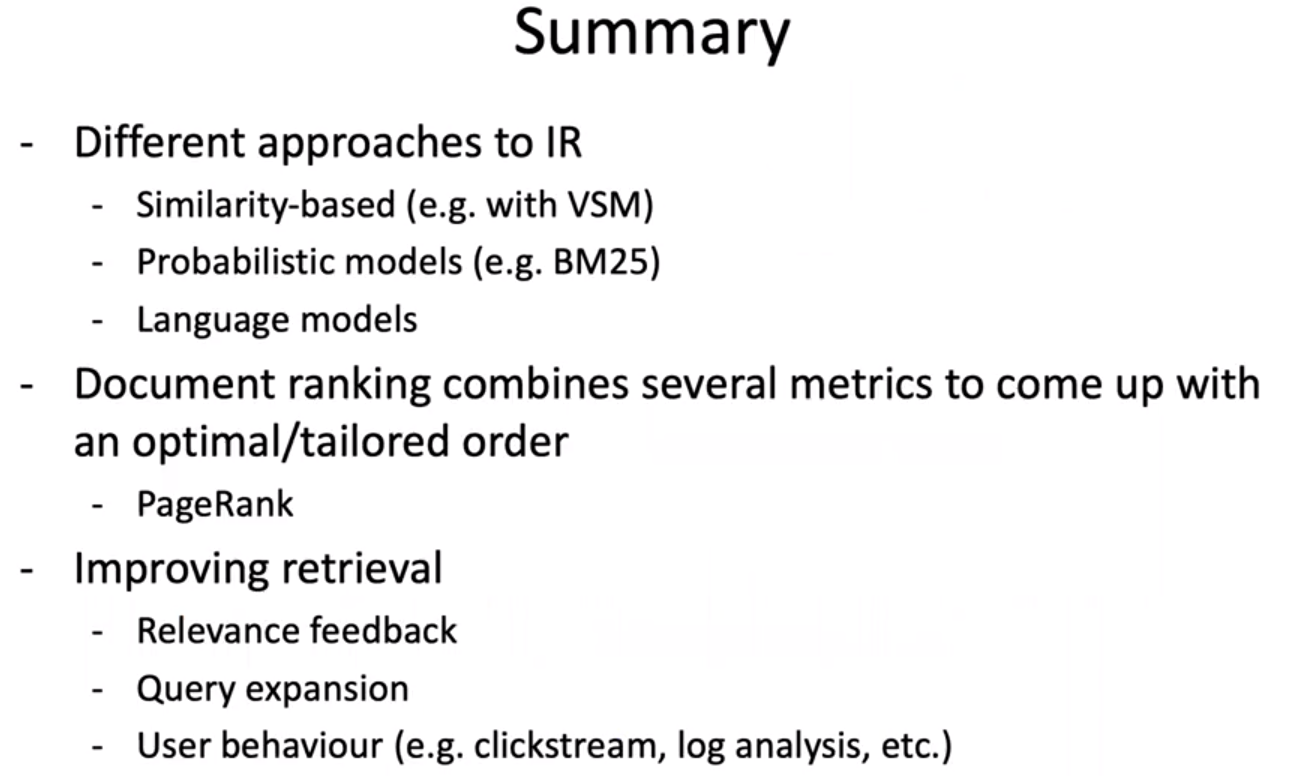 Summary
- Different approaches to IR
- Similarity-based (e.g. with VSM)
- Probabilistic models (e.g. BM25)
- Language models
- Document ranking combines several metrics to come up with
an optimal/tailored order
- PageRank
- Improving retrieval
- Relevance feedback
- Query expansion
- User behaviour (e.g. clickstream, log analysis, etc.)